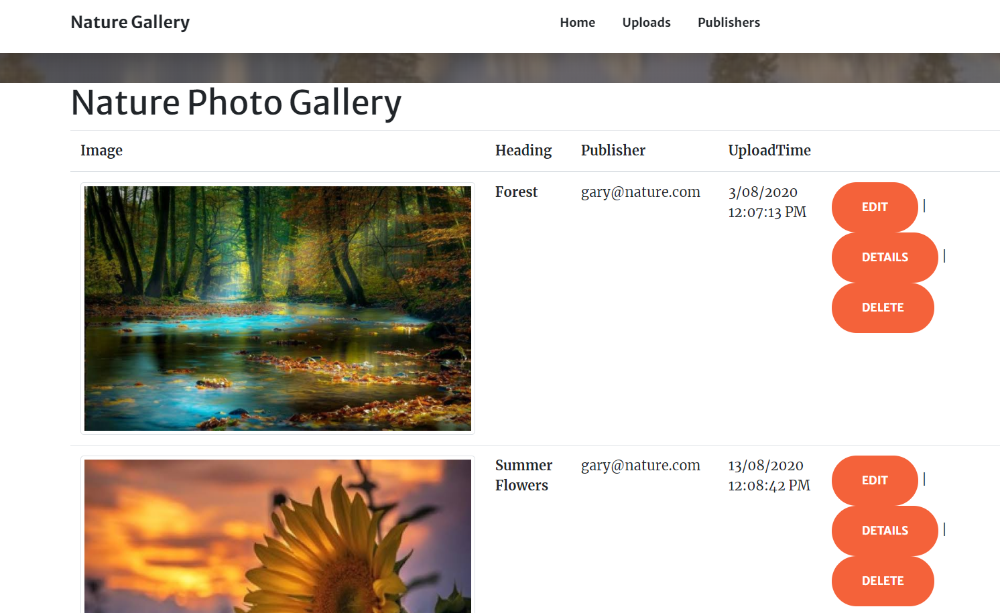 Nature Gallery
Home
Uploads
Publishers
Nature Photo Gallery
Image
Heading
Publisher
UploadTime
Forest
gary@nature.com
3/08/2020
12:07:13 PM
EDIT |
DETAILS |
DELETE
Summer
Flowers
gary@nature.com
13/08/2020
12:08:42 PM
EDIT |
DETAILS |
DELETE